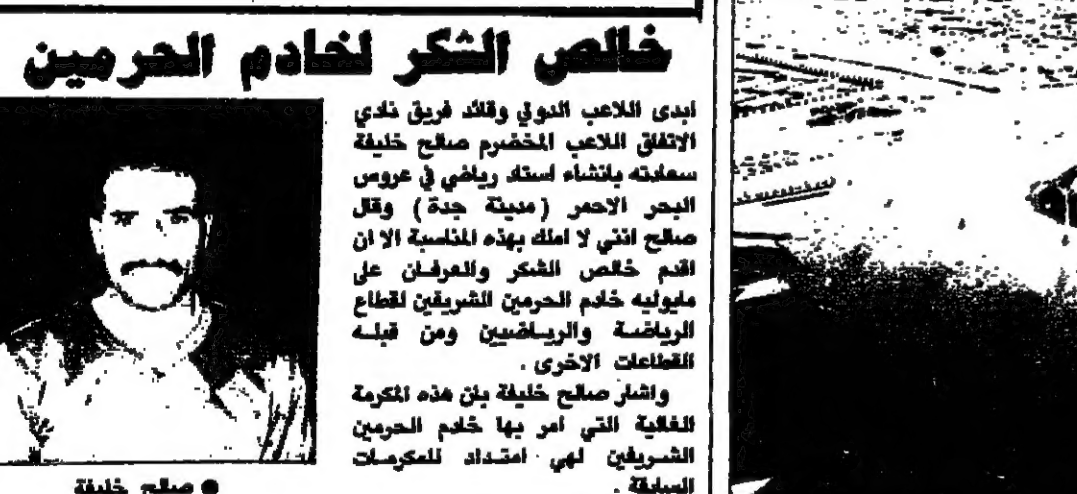 خالص الشكر لخادم الحرمين
ابدى اللاعب الدولي وقائد فريق نادي
الاتفاق اللاعب المخضرم صالح خليفة
سعادته بانشاء استاد رياضي في عروس
البحر الاحمر (مدينة جدة) وقال
صالح انني لا املك بهذه المناسبة الا ان
اقدم خالص الشكر والعرفان على
مايوليه خادم الحرمين الشريفين لقطاع
الرياضة والرياضيين ومن قبله
القطاعات الاخرى .
واشار صالح خليفة بان هذه المكرمة
الغالية التي امر بها خادم الحرمين
الشريفين لهي امتداد للمكرمات
السابقة .
● صالح خليفة